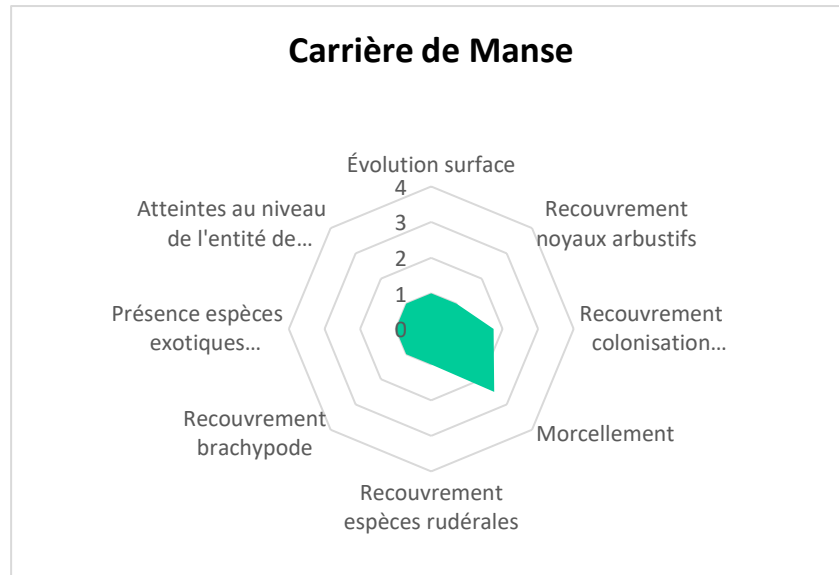 Carrière de Manse
Évolution surface
Recouvrement
noyaux arbustifs
Recouvrement
colonisation...
Morcellement
Recouvrement
espèces rudérales
Recouvrement
brachypode
Présence espèces
exotiques...
Atteintes au niveau
de l'entité de...
4
3
2
1
0